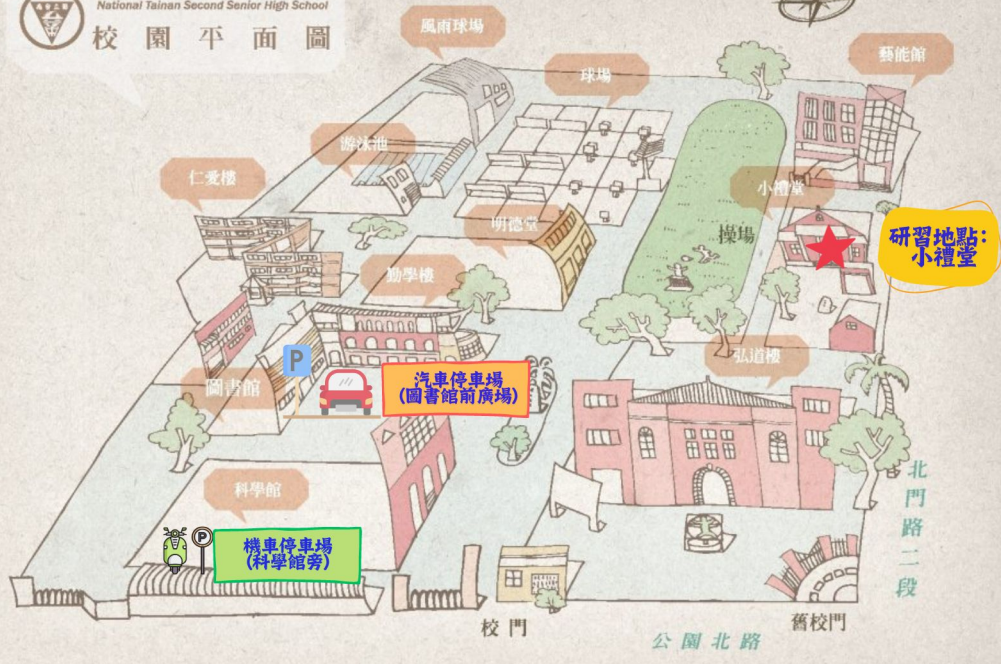 National Tainan Second Senior High School
校園平面圖
風雨球場
球場
藝能館
游泳池
仁愛樓
小禮堂
明德堂
操場
研習地點:
小禮堂
勤學樓
弘道樓
P
圖書館
汽車停車場
(圖書館前廣場)
科學館
P
機車停車場
(科學館旁)
北門路二段
校門
舊校門
公園北路